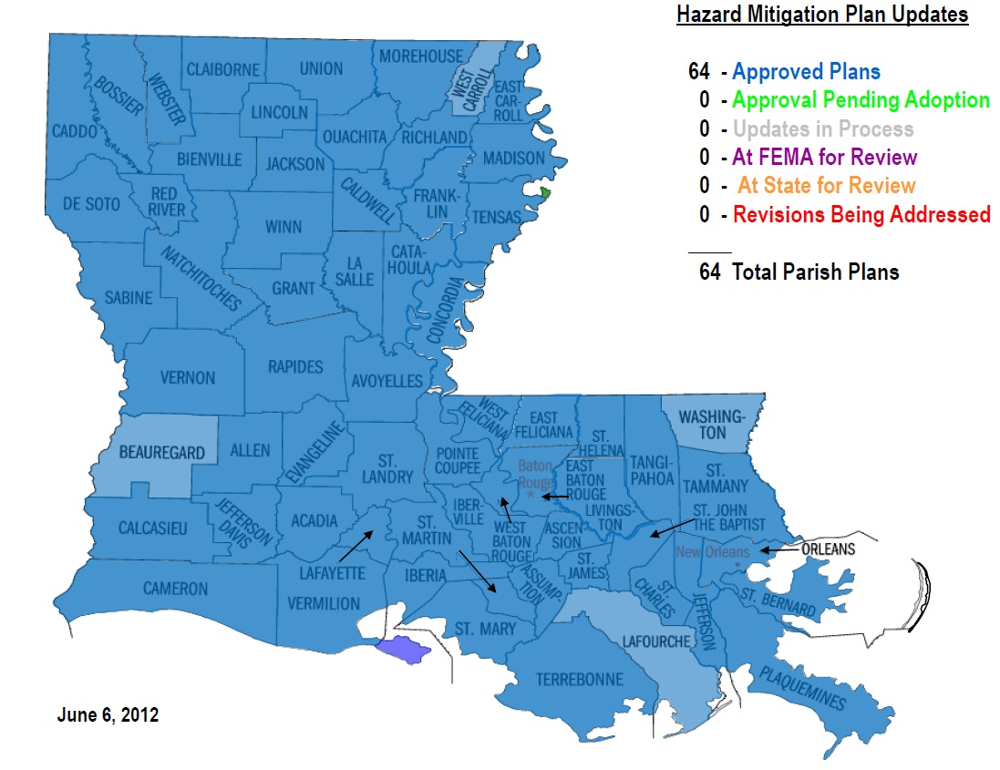 Hazard Mitigation Plan Updates
64 - Approved Plans
0 - Approval Pending Adoption
0 - Updates in Process
0 - At FEMA for Review
0 - At State for Review
0 - Revisions Being Addressed
64 Total Parish Plans
CADDO
BOSSIER
WEBSTER
CLAIBORNE
UNION
MOREHOUSE
WEST
CARROLL
EAST
CAR-
ROLL
LINCOLN
OUACHITA
RICHLAND
MADISON
BIENVILLE
JACKSON
DE SOTO
RED
RIVER
WINN
CALDWELL
FRANK-
LIN
TENSAS
NATCHITOCHES
SABINE
GRANT
LA
SALLE
CATA-
HOULA
CONCORDIA
VERNON
RAPIDES
AVOYELLES
BEAUREGARD
ALLEN
EVANGELINE
ST.
LANDRY
POINTE
COUPEE
WEST
FELICIANA
EAST
FELICIANA
ST.
HELENA
TANGI-
PAHOA
WASHING-
TON
ST.
TAMMANY
Baton
Rouge
EAST
BATON
ROUGE
LIVINGS-
TON
ST. JOHN
THE BAPTIST
CALCASIEU
JEFFERSON
DAVIS
ACADIA
LAFAYETTE
ST.
MARTIN
IBER-
VILLE
WEST
BATON
ROUGE
ASCEN-
SION
ST.
JAMES
New Orleans
ORLEANS
CAMERON
VERMILION
IBERIA
ST. MARY
ASSUMP-
TION
ST.
CHARLES
JEFFERSON
ST. BERNARD
LAFOURCHE
TERREBONNE
PLAQUEMINES
June 6, 2012